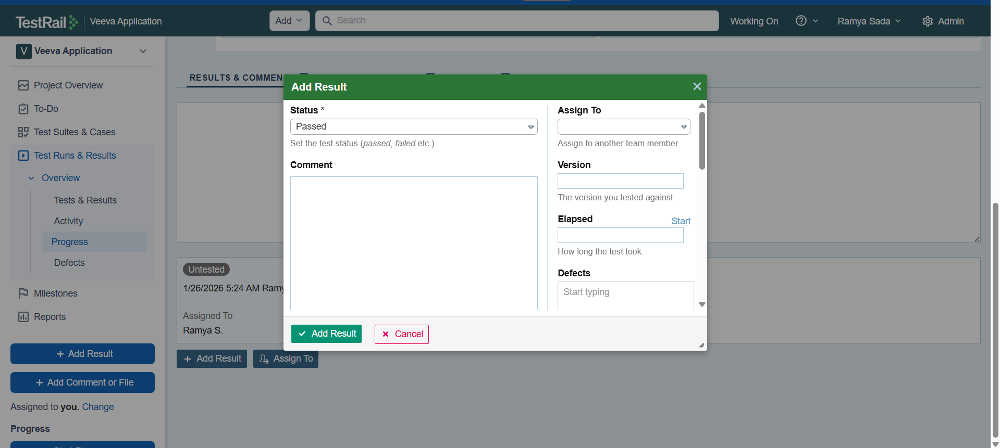 TestRail Veeva Application
Add
Search
Working On
Ramya Sada
Admin
V Veeva Application
Project Overview
To-Do
Test Suites & Cases
Test Runs & Results
Overview
Tests & Results
Activity
Progress
Defects
Milestones
Reports
+ Add Result
+ Add Comment or File
Assigned to you. Change
Progress
RESULTS & COMMEN
Untested
1/26/2026 5:24 AM Ramy
Assigned To
Ramya S.
+ Add Result
Assign To
Add Result
Status *
Passed
Set the test status (passed, failed etc.).
Comment
Assign To
Assign to another team member.
Version
The version you tested against.
Elapsed
Start
How long the test took.
Defects
Start typing
Add Result
Cancel